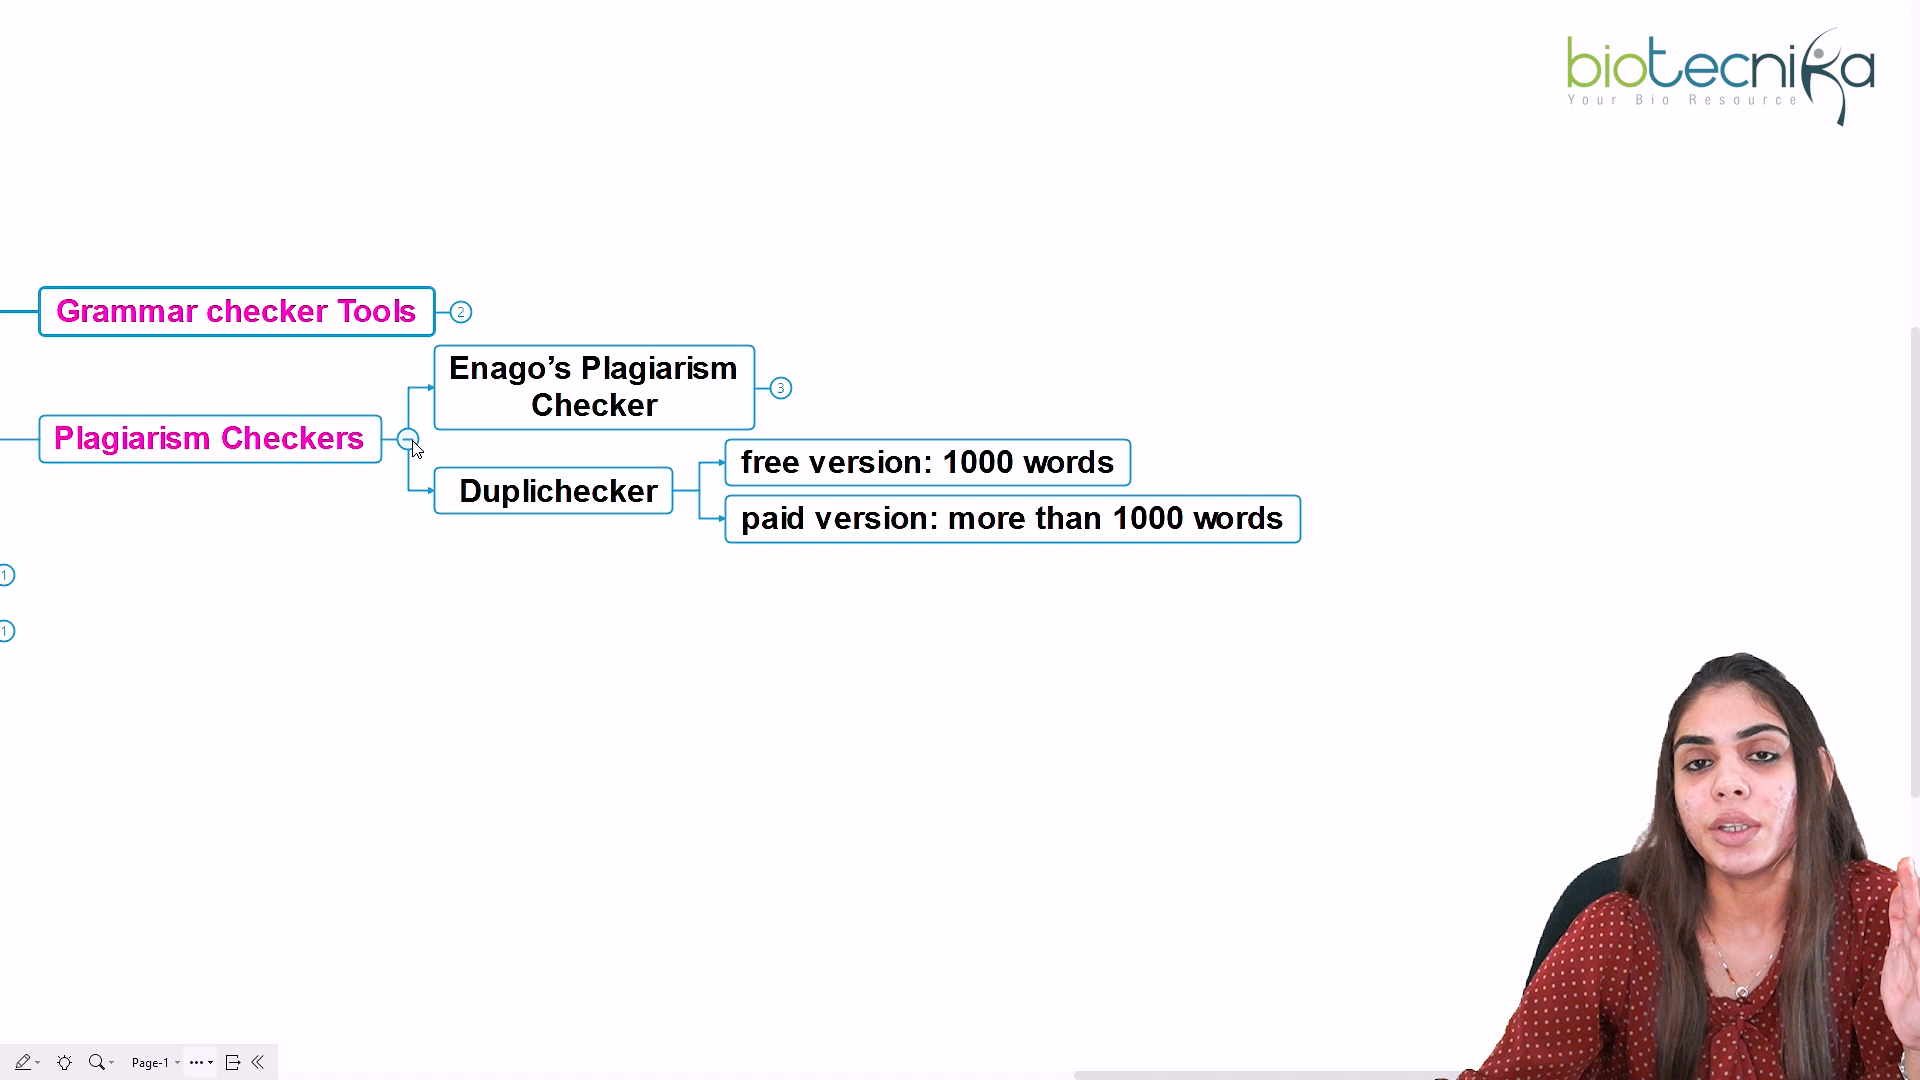 biotecnika
Your Bio Resource
Grammar checker Tools
2
Enago’s Plagiarism
Checker
3
Plagiarism Checkers
Duplichecker
free version: 1000 words
paid version: more than 1000 words
1
1
Page-1